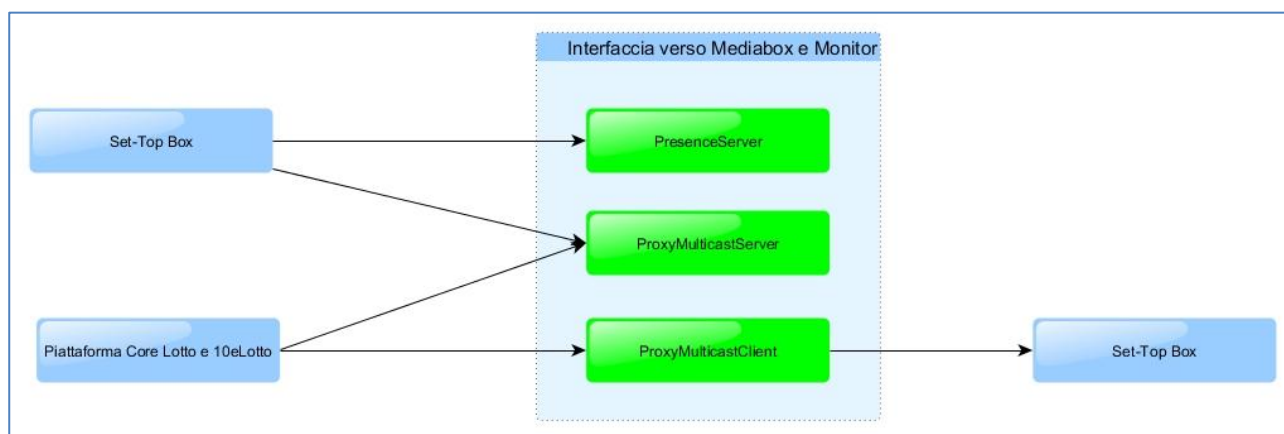 Interfaccia verso Mediabox e Monitor
Set-Top Box
PresenceServer
ProxyMulticastServer
Piattaforma Core Lotto e 10eLotto
ProxyMulticastClient
Set-Top Box